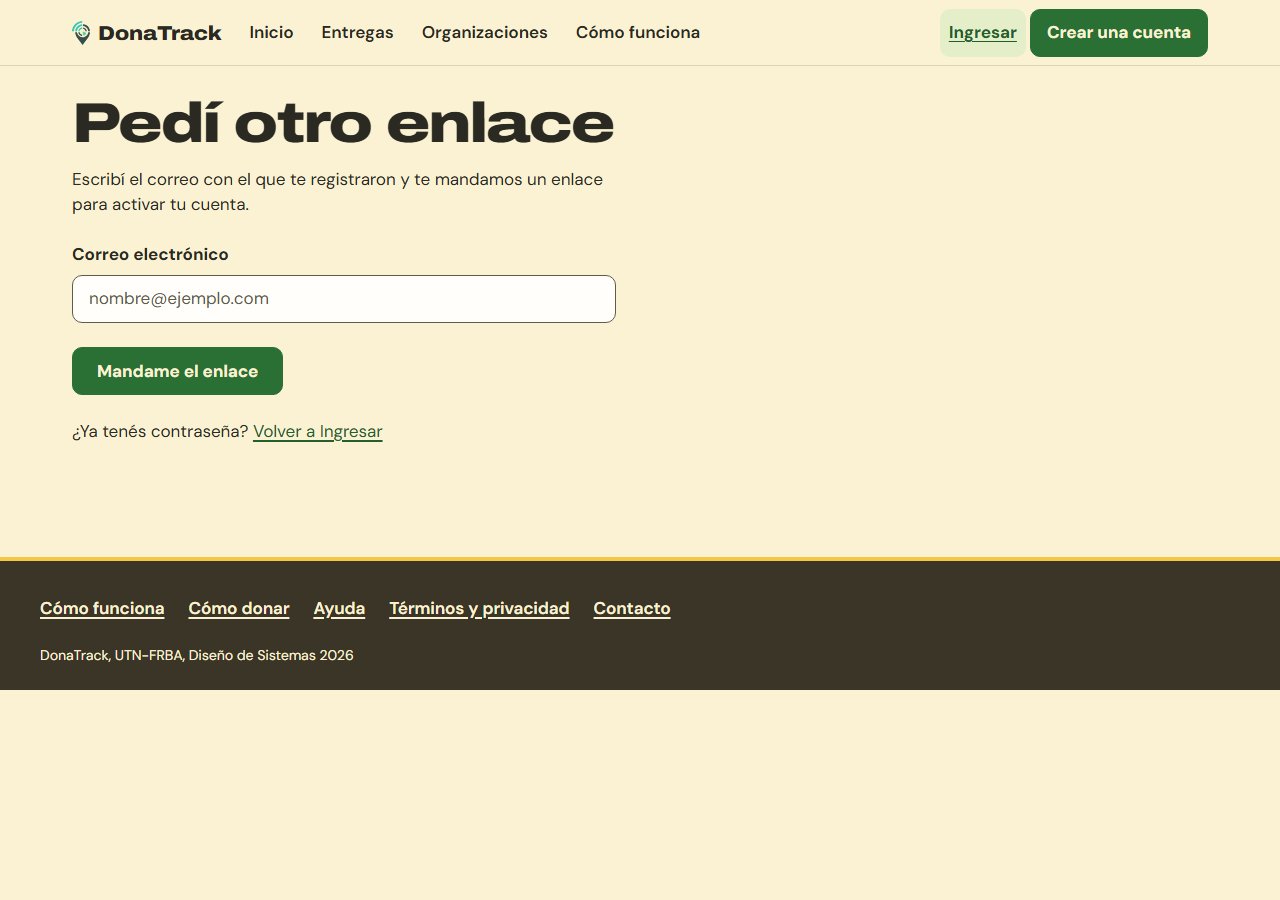 DonaTrack Inicio Entregas Organizaciones Cómo funciona Ingresar Crear una cuenta
Pedí otro enlace
Escribí el correo con el que te registraron y te mandamos un enlace
para activar tu cuenta.
Correo electrónico
nombre@ejemplo.com
Mandame el enlace
¿Ya tenés contraseña? Volver a Ingresar
Cómo funciona Cómo donar Ayuda Términos y privacidad Contacto
DonaTrack, UTN-FRBA, Diseño de Sistemas 2026